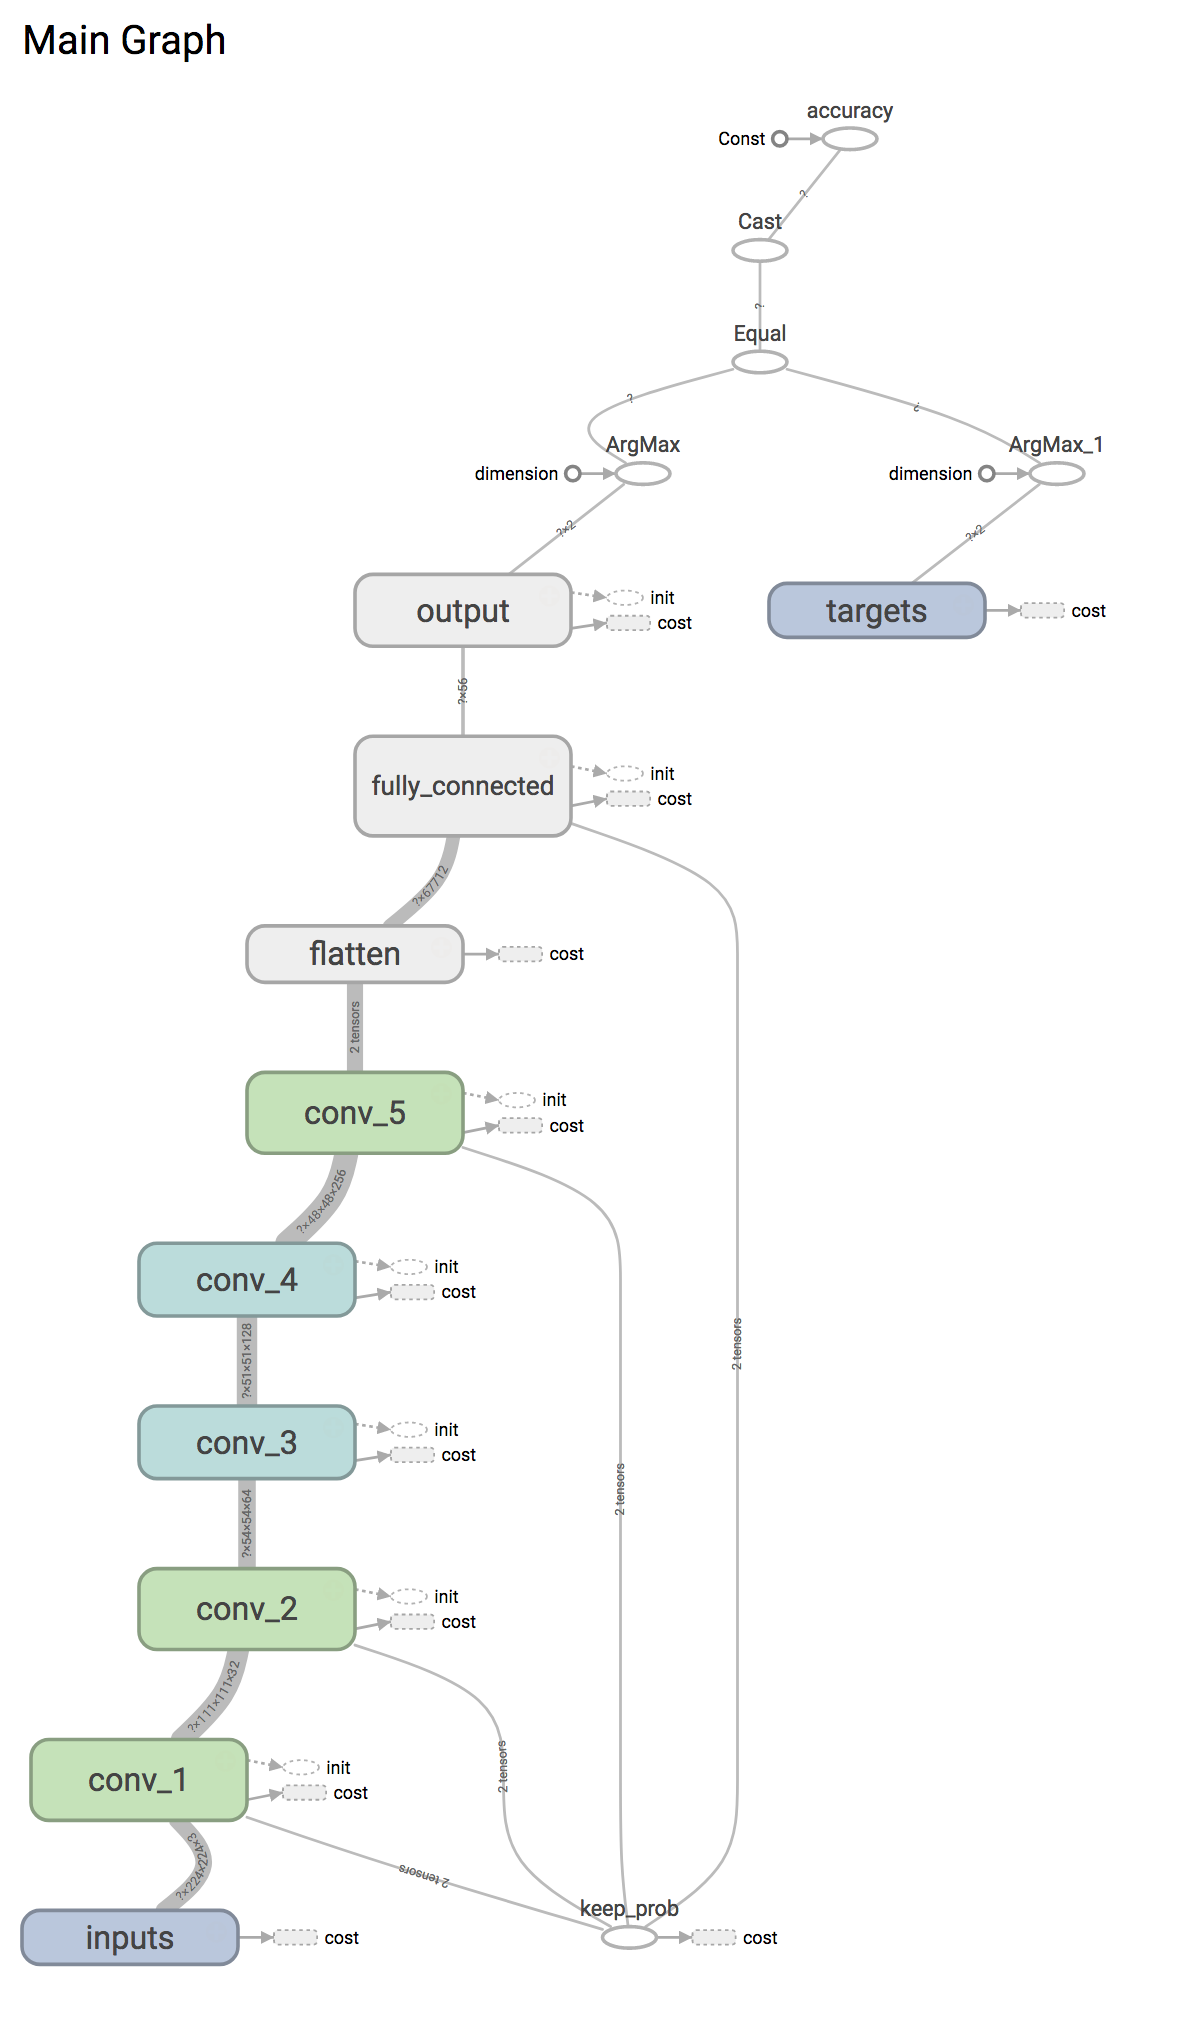 Main Graph
accuracy
Const
?
Cast
?
Equal
?
?
ArgMax
ArgMax_1
dimension
dimension
?×2
?×2
output
init
cost
targets
cost
?×56
fully_connected
init
cost
?×67712
flatten
cost
2 tensors
conv_5
init
cost
?×48×48×256
conv_4
init
cost
?×51×51×128
2 tensors
conv_3
init
cost
2 tensors
?×54×54×64
conv_2
init
cost
?×111×111×32
2 tensors
conv_1
init
cost
2 tensors
?×224×224×3
keep_prob
inputs
cost
cost